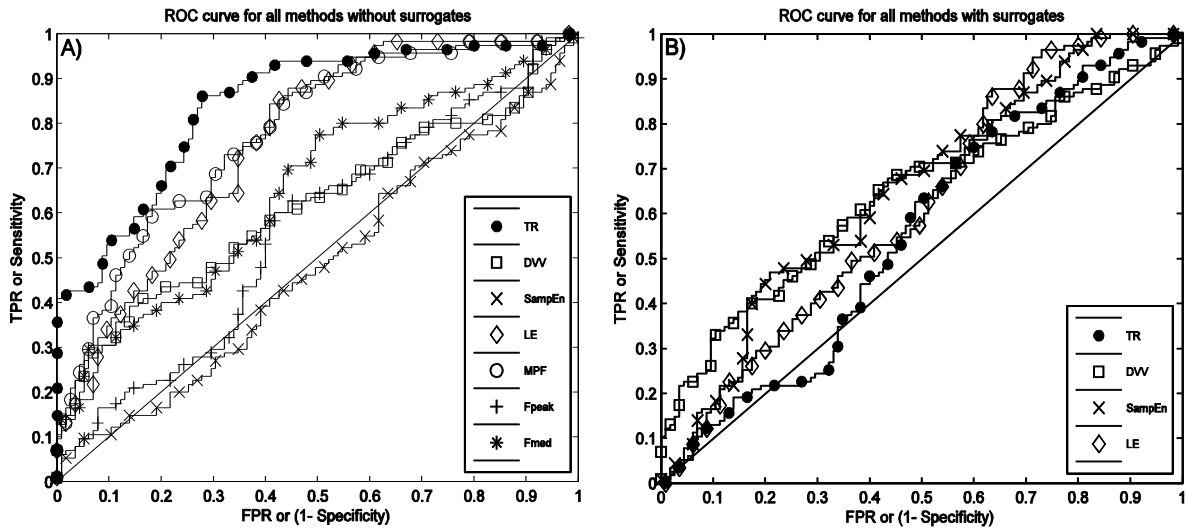 ROC curve for all methods without surrogates
A)
TPR or Sensitivity
1
0.9
0.8
0.7
0.6
0.5
0.4
0.3
0.2
0.1
0
0 0.1 0.2 0.3 0.4 0.5 0.6 0.7 0.8 0.9 1
FPR or (1- Specificity)
TR
DVV
SampEn
LE
MPF
Fpeak
Fmed
ROC curve for all methods with surrogates
B)
TPR or Sensitivity
1
0.9
0.8
0.7
0.6
0.5
0.4
0.3
0.2
0.1
0
0 0.1 0.2 0.3 0.4 0.5 0.6 0.7 0.8 0.9 1
FPR or (1- Specificity)
TR
DVV
SampEn
LE